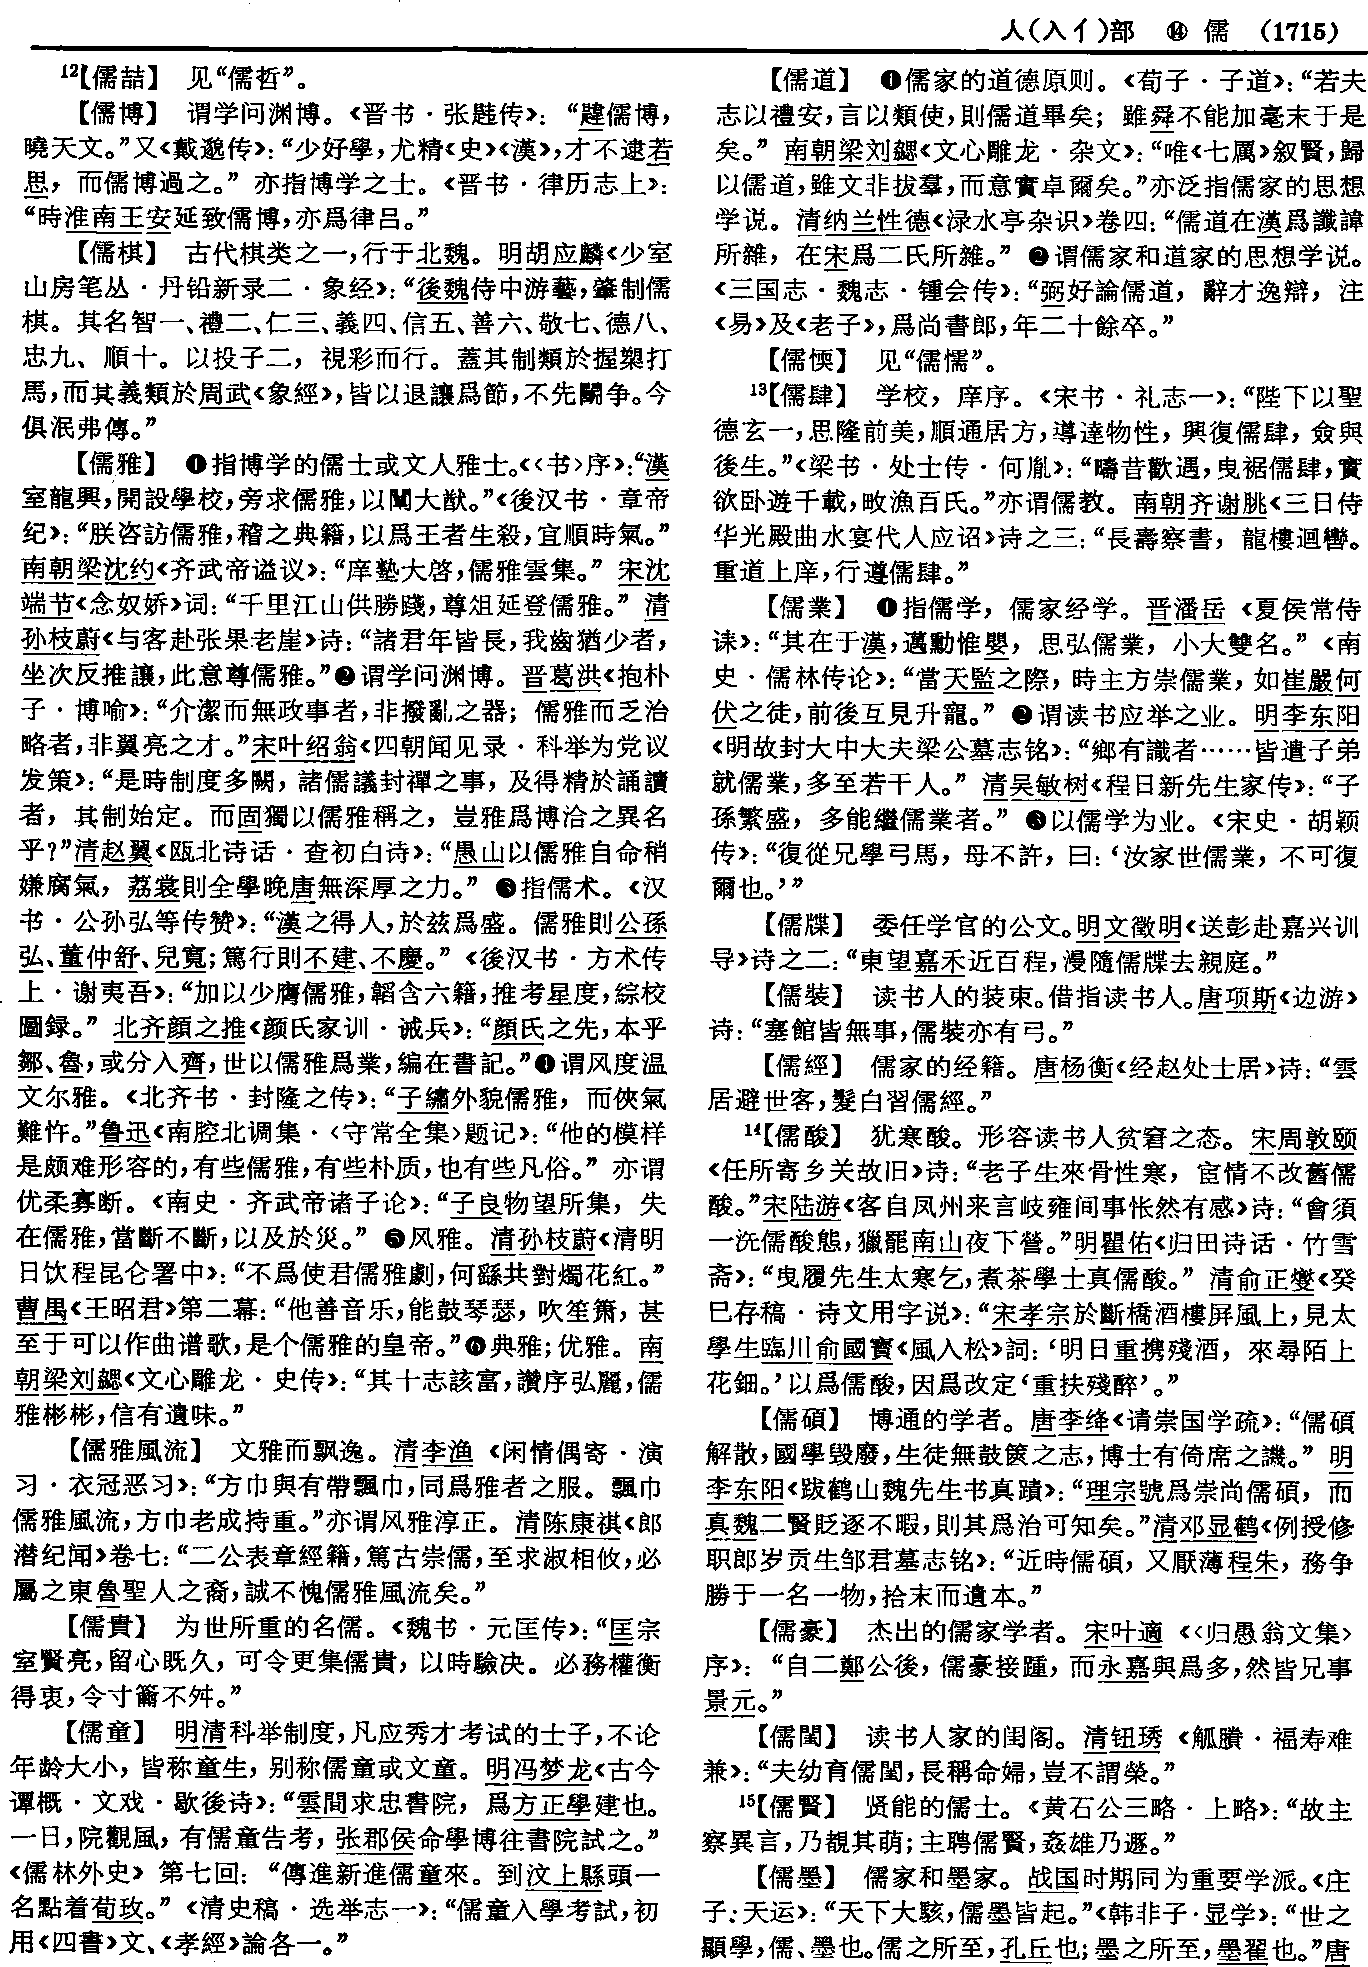 人(入亻)部 ⑭ 儒 (1715)
12【儒喆】 见“儒哲”。
【儒博】 谓学问渊博。《晋书·张韪传》：“韙儒博，
曉天文。”又《戴邈传》：“少好學，尤精《史》《漢》，才不逮若
思，而儒博過之。” 亦指博学之士。《晋书·律历志上》：
“時淮南王安延致儒博，亦爲律吕。”
【儒棋】 古代棋类之一，行于北魏。明胡应麟《少室
山房笔丛·丹铅新录二·象经》：“後魏侍中游藝，肇制儒
棋。其名智一、禮二、仁三、義四、信五、善六、敬七、德八、
忠九、順十。以投子二，視彩而行。蓋其制類於握槊打
馬，而其義類於周武《象經》，皆以退讓爲節，不先鬭争。今
俱泯弗傳。”
【儒雅】 ❶指博学的儒士或文人雅士。《〈书〉序》：“漢
室龍興，開設學校，旁求儒雅，以闡大猷。”《後汉书·章帝
纪》：“朕咨訪儒雅，稽之典籍，以爲王者生殺，宜順時氣。”
南朝梁沈约《齐武帝谥议》：“庠塾大啓，儒雅雲集。” 宋沈
端节《念奴娇》词：“千里江山供勝踐，尊俎延登儒雅。” 清
孙枝蔚《与客赴张果老崖》诗：“諸君年皆長，我齒猶少者，
坐次反推讓，此意尊儒雅。”❷谓学问渊博。晋葛洪《抱朴
子·博喻》：“介潔而無政事者，非撥亂之器；儒雅而乏治
略者，非翼亮之才。”宋叶绍翁《四朝闻见录·科举为党议
发策》：“是時制度多闕，諸儒議封禪之事，及得精於誦讀
者，其制始定。而固獨以儒雅稱之，豈雅爲博洽之異名
乎？”清赵翼《瓯北诗话·查初白诗》：“愚山以儒雅自命稍
嫌腐氣，荔裳則全學晚唐無深厚之力。” ❸指儒术。《汉
书·公孙弘等传赞》：“漢之得人，於兹爲盛。儒雅則公孫
弘、董仲舒、兒寬；篤行則不建、不慶。” 《後汉书·方术传
上·谢夷吾》：“加以少膺儒雅，韜含六籍，推考星度，綜校
圖録。” 北齐顔之推《颜氏家训·诫兵》：“顔氏之先，本乎
鄒、魯，或分入齊，世以儒雅爲業，編在書記。”❹谓风度温
文尔雅。《北齐书·封隆之传》：“子繡外貌儒雅，而俠氣
難忤。”鲁迅《南腔北调集·〈守常全集〉题记》：“他的模样
是颇难形容的，有些儒雅，有些朴质，也有些凡俗。” 亦谓
优柔寡断。《南史·齐武帝诸子论》：“子良物望所集，失
在儒雅，當斷不斷，以及於災。” ❺风雅。清孙枝蔚《清明
日饮程昆仑署中》：“不爲使君儒雅劇，何繇共對燭花紅。”
曹禺《王昭君》第二幕：“他善音乐，能鼓琴瑟，吹笙箫，甚
至于可以作曲谱歌，是个儒雅的皇帝。”❻典雅；优雅。南
朝梁刘勰《文心雕龙·史传》：“其十志該富，讚序弘麗，儒
雅彬彬，信有遺味。”
【儒雅風流】 文雅而飘逸。清李渔《闲情偶寄·演
习·衣冠恶习》：“方巾與有帶飄巾，同爲雅者之服。飄巾
儒雅風流，方巾老成持重。”亦谓风雅淳正。清陈康祺《郎
潜纪闻》卷七：“二公表章經籍，篤古崇儒，至求淑相攸，必
屬之東魯聖人之裔，誠不愧儒雅風流矣。”
【儒貴】 为世所重的名儒。《魏书·元匡传》：“匡宗
室賢亮，留心既久，可令更集儒貴，以時驗决。必務權衡
得衷，令寸籥不舛。”
【儒童】 明清科举制度，凡应秀才考试的士子，不论
年龄大小，皆称童生，别称儒童或文童。明冯梦龙《古今
谭概·文戏·歇後诗》：“雲間求忠書院，爲方正學建也。
一日，院觀風，有儒童告考，張郡侯命學博往書院試之。”
《儒林外史》第七回：“傳進新進儒童來。到汶上縣頭一
名點着荀玫。” 《清史稿·选举志一》：“儒童入學考試，初
用《四書》文、《孝經》論各一。”
【儒道】 ❶儒家的道德原则。《荀子·子道》：“若夫
志以禮安，言以類使，則儒道畢矣；雖舜不能加毫末于是
矣。” 南朝梁刘勰《文心雕龙·杂文》：“唯《七厲》叙賢，歸
以儒道，雖文非拔羣，而意實卓爾矣。”亦泛指儒家的思想
学说。清纳兰性德《渌水亭杂识》卷四：“儒道在漢爲讖諱
所雜，在宋爲二氏所雜。” ❷谓儒家和道家的思想学说。
《三国志·魏志·锺会传》：“弼好論儒道，辭才逸辯，注
《易》及《老子》，爲尚書郎，年二十餘卒。”
【儒愞】 见“儒懦”。
13【儒肆】 学校，庠序。《宋书·礼志一》：“陛下以聖
德玄一，思隆前美，順通居方，導達物性，興復儒肆，僉與
後生。”《梁书·处士传·何胤》：“疇昔歡遇，曳裾儒肆，實
欲卧遊千載，畋漁百氏。”亦谓儒教。南朝齐谢朓《三日侍
华光殿曲水宴代人应诏》诗之三：“長壽察書，龍樓迴轡。
重道上庠，行遵儒肆。”
【儒業】 ❶指儒学，儒家经学。晋潘岳《夏侯常侍
诔》：“其在于漢，邁勳惟嬰，思弘儒業，小大雙名。” 《南
史·儒林传论》：“當天監之際，時主方崇儒業，如崔嚴何
伏之徒，前後互見升寵。” ❷谓读书应举之业。明李东阳
《明故封大中大夫梁公墓志铭》：“鄉有識者……皆遣子弟
就儒業，多至若干人。” 清吴敏树《程日新先生家传》：“子
孫繁盛，多能繼儒業者。” ❸以儒学为业。《宋史·胡颖
传》：“復從兄學弓馬，母不許，曰：‘汝家世儒業，不可復
爾也。’”
【儒牒】 委任学官的公文。明文徵明《送彭赴嘉兴训
导》诗之二：“東望嘉禾近百程，漫隨儒牒去親庭。”
【儒裝】 读书人的装束。借指读书人。唐项斯《边游》
诗：“塞館皆無事，儒裝亦有弓。”
【儒經】 儒家的经籍。唐杨衡《经赵处士居》诗：“雲
居避世客，髮白習儒經。”
14【儒酸】 犹寒酸。形容读书人贫窘之态。宋周敦颐
《任所寄乡关故旧》诗：“老子生來骨性寒，宦情不改舊儒
酸。”宋陆游《客自凤州来言岐雍间事怅然有感》诗：“會須
一洗儒酸態，獵罷南山夜下營。”明瞿佑《归田诗话·竹雪
斋》：“曳履先生太寒乞，煮茶學士真儒酸。” 清俞正燮《癸
巳存稿·诗文用字说》：“宋孝宗於斷橋酒樓屏風上，見太
學生臨川俞國寶《風入松》詞：‘明日重携殘酒，來尋陌上
花鈿。’以爲儒酸，因爲改定‘重扶殘醉’。”
【儒碩】 博通的学者。唐李绛《请崇国学疏》：“儒碩
解散，國學毁廢，生徒無鼓篋之志，博士有倚席之譏。” 明
李东阳《跋鹤山魏先生书真蹟》：“理宗號爲崇尚儒碩，而
真魏二賢貶逐不暇，則其爲治可知矣。”清邓显鹤《例授修
职郎岁贡生邹君墓志铭》：“近時儒碩，又厭薄程朱，務争
勝于一名一物，拾末而遺本。”
【儒豪】 杰出的儒家学者。宋叶適《〈归愚翁文集〉
序》：“自二鄭公後，儒豪接踵，而永嘉與爲多，然皆兄事
景元。”
【儒閨】 读书人家的闺阁。清钮琇《觚賸·福寿难
兼》：“夫幼育儒閨，長稱命婦，豈不謂榮。”
15【儒賢】 贤能的儒士。《黄石公三略·上略》：“故主
察異言，乃覩其萌；主聘儒賢，姦雄乃遯。”
【儒墨】 儒家和墨家。战国时期同为重要学派。《庄
子：天运》：“天下大駭，儒墨皆起。”《韩非子·显学》：“世之
顯學，儒、墨也。儒之所至，孔丘也；墨之所至，墨翟也。”唐